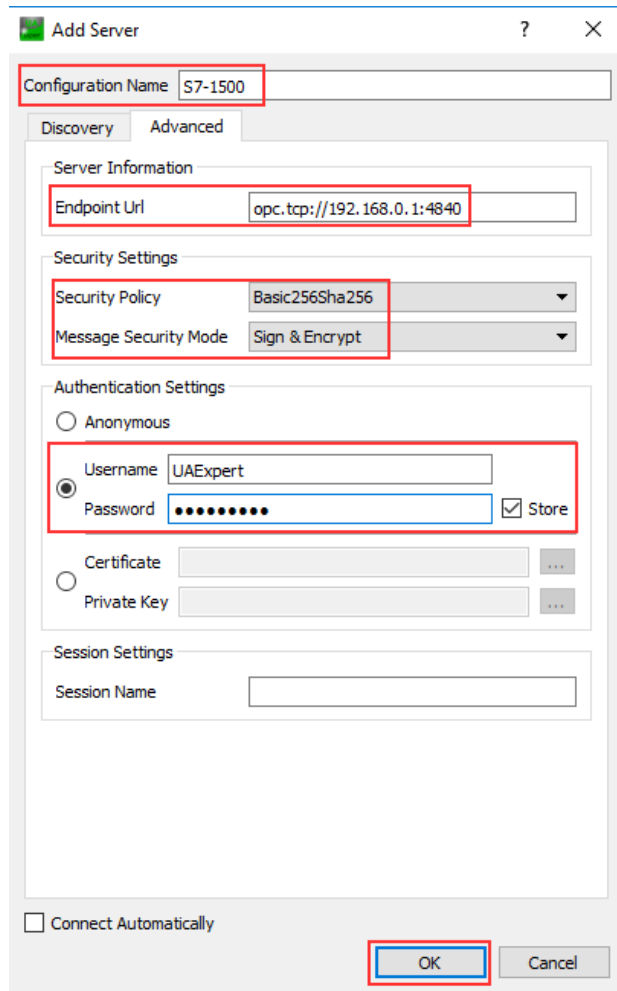 Add Server ? ×
Configuration Name S7-1500
Discovery Advanced
Server Information
Endpoint Url opc.tcp://192.168.0.1:4840
Security Settings
Security Policy Basic256Sha256
Message Security Mode Sign & Encrypt
Authentication Settings
Anonymous
Username UAExpert
Password ●●●●●●●●● Store
Certificate ...
Private Key ...
Session Settings
Session Name
Connect Automatically
OK Cancel